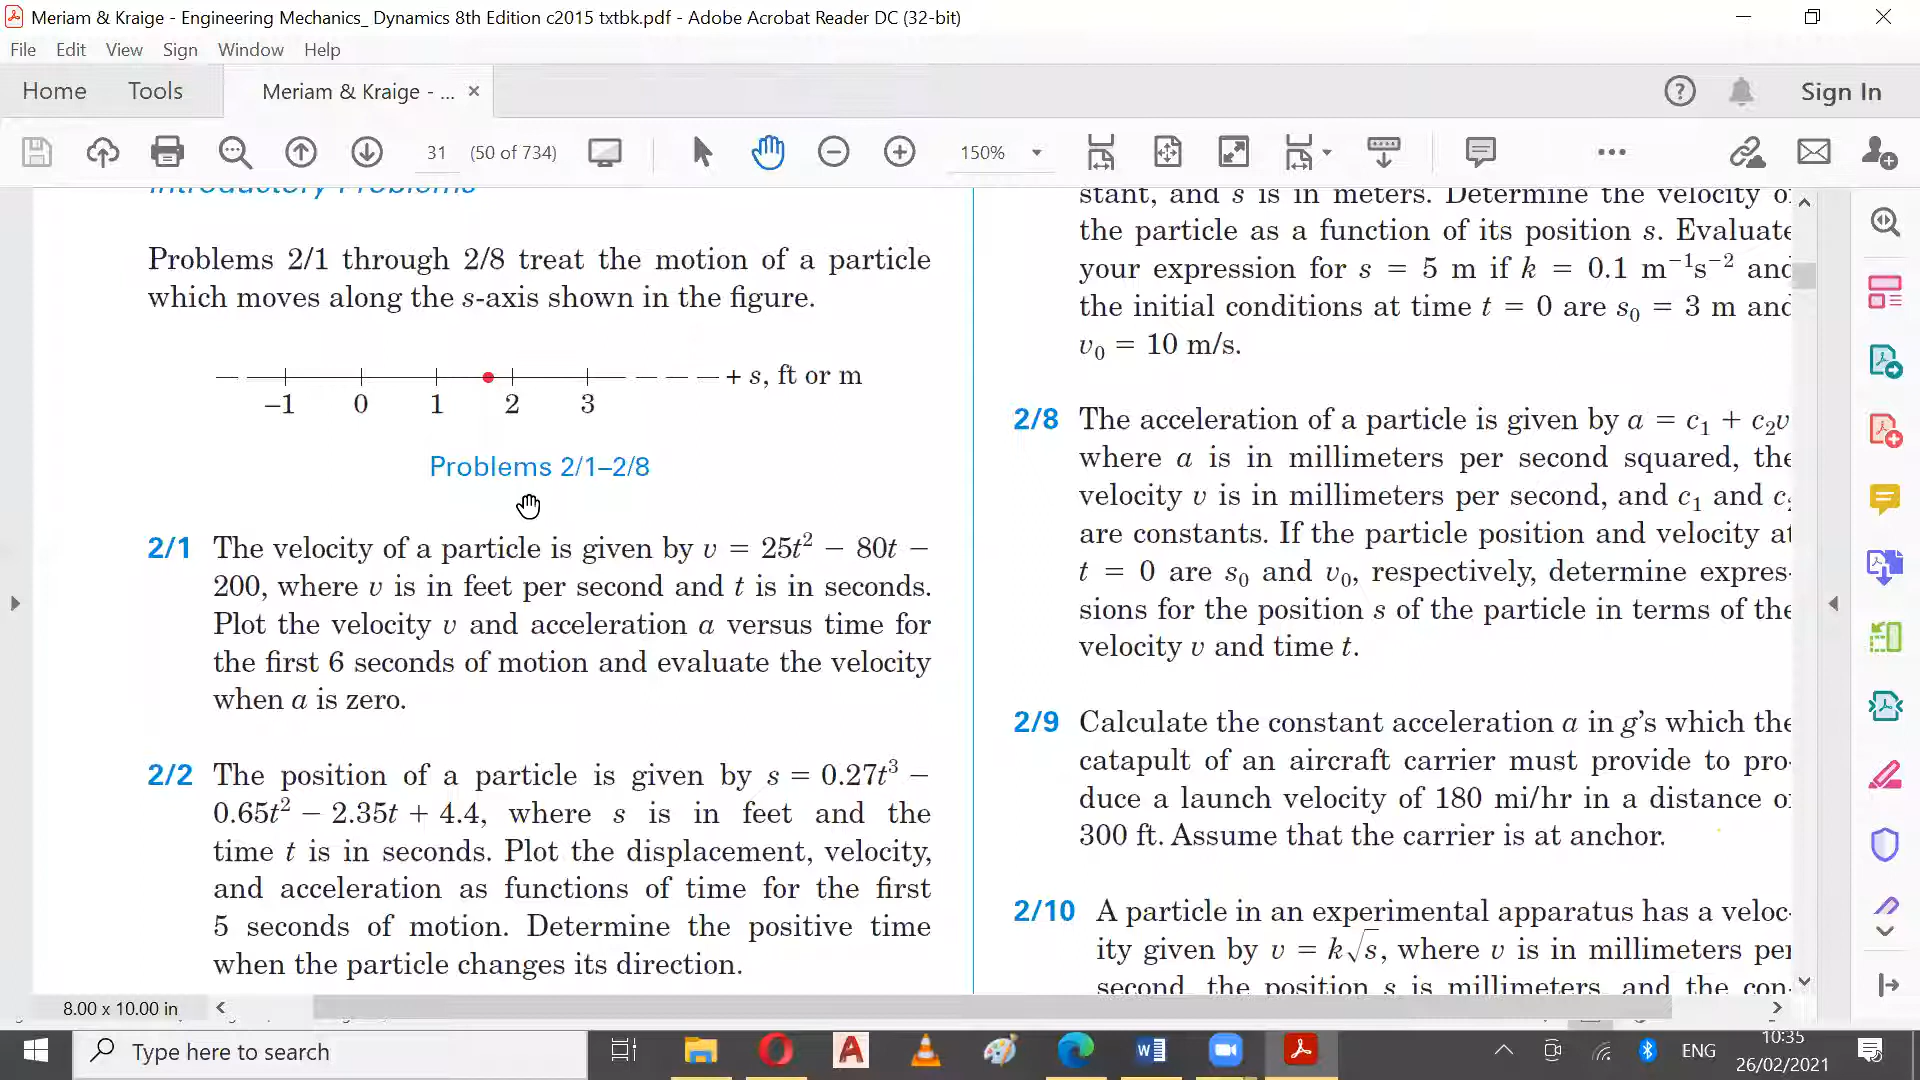 Meriam & Kraige - Engineering Mechanics_ Dynamics 8th Edition c2015 txtbk.pdf - Adobe Acrobat Reader DC (32-bit)
File Edit View Sign Window Help
Home Tools Meriam & Kraige - ... × Sign In
31 (50 of 734) 150%
Introductory Problems
Problems 2/1 through 2/8 treat the motion of a particle
which moves along the s-axis shown in the figure.
+ s, ft or m
–1 0 1 2 3
Problems 2/1–2/8
2/1 The velocity of a particle is given by v = 25t² − 80t −
200, where v is in feet per second and t is in seconds.
Plot the velocity v and acceleration a versus time for
the first 6 seconds of motion and evaluate the velocity
when a is zero.
2/2 The position of a particle is given by s = 0.27t³ −
0.65t² − 2.35t + 4.4, where s is in feet and the
time t is in seconds. Plot the displacement, velocity,
and acceleration as functions of time for the first
5 seconds of motion. Determine the positive time
when the particle changes its direction.
stant, and s is in meters. Determine the velocity o
the particle as a function of its position s. Evaluate
your expression for s = 5 m if k = 0.1 m⁻¹s⁻² and
the initial conditions at time t = 0 are s₀ = 3 m and
v₀ = 10 m/s.
2/8 The acceleration of a particle is given by a = c₁ + c₂v
where a is in millimeters per second squared, the
velocity v is in millimeters per second, and c₁ and c₂
are constants. If the particle position and velocity at
t = 0 are s₀ and v₀, respectively, determine expres-
sions for the position s of the particle in terms of the
velocity v and time t.
2/9 Calculate the constant acceleration a in g’s which the
catapult of an aircraft carrier must provide to pro-
duce a launch velocity of 180 mi/hr in a distance o
300 ft. Assume that the carrier is at anchor.
2/10 A particle in an experimental apparatus has a veloc-
ity given by v = k√s, where v is in millimeters per
second, the position s is millimeters, and the con-
8.00 x 10.00 in
Type here to search
ENG
10:35
26/02/2021